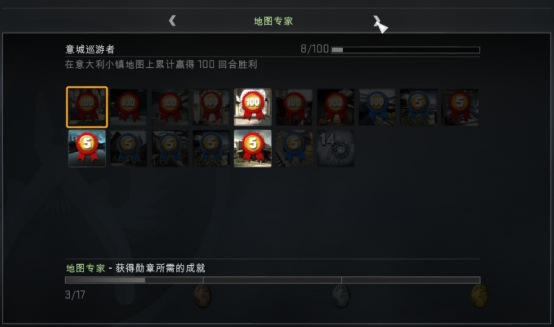 地图专家
意城巡游者 8/100
在意大利小镇地图上累计赢得 100 回合胜利
100
5 5
14
地图专家 - 获得勋章所需的成就
3/17